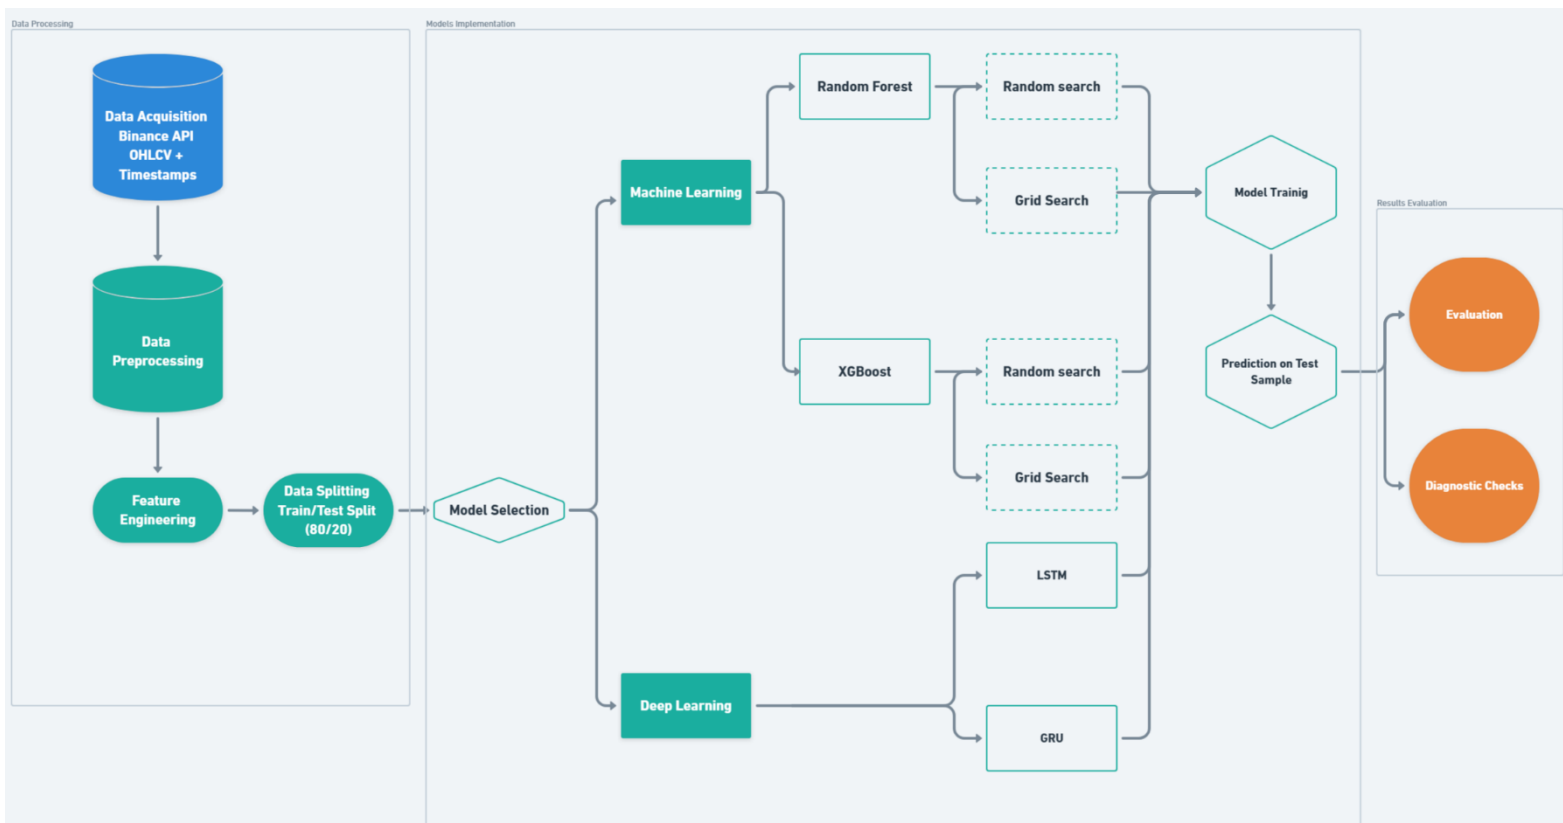 Data Processing
Data Acquisition
Binance API
OHLCV +
Timestamps
Data
Preprocessing
Feature
Engineering
Data Splitting
Train/Test Split
(80/20)
Models Implementation
Model Selection
Machine Learning
Deep Learning
Random Forest
XGBoost
Random search
Grid Search
Random search
Grid Search
LSTM
GRU
Model Trainig
Prediction on Test
Sample
Results Evaluation
Evaluation
Diagnostic Checks